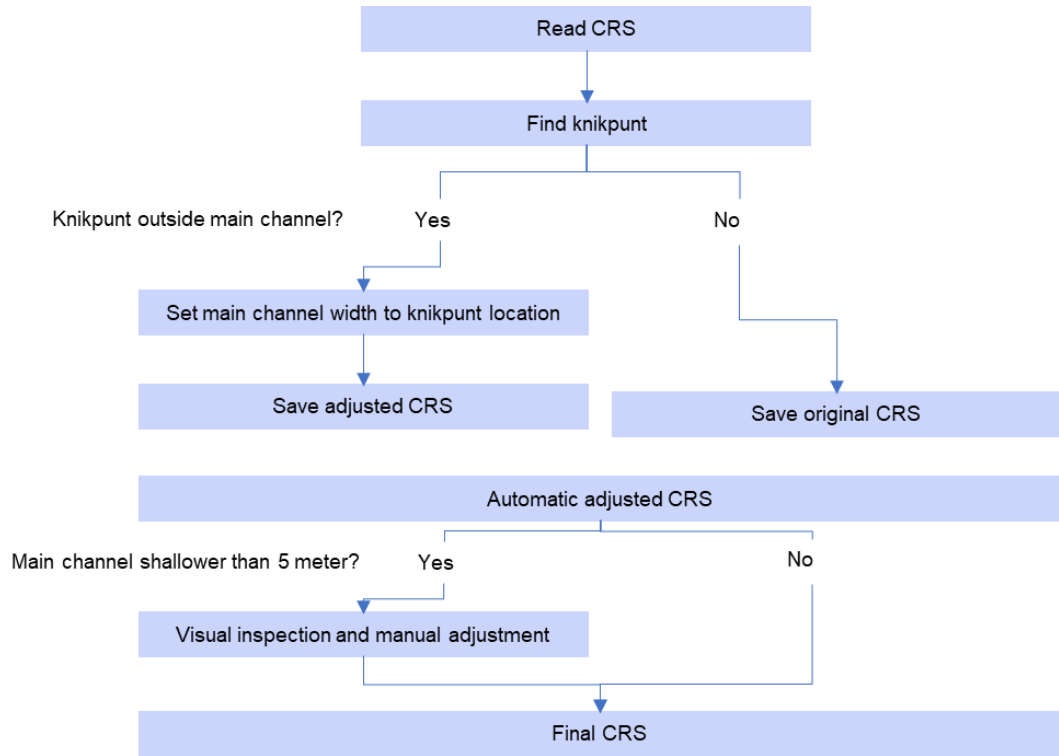 Read CRS
Find knikpunt
Knikpunt outside main channel?
Yes
No
Set main channel width to knikpunt location
Save adjusted CRS
Save original CRS
Automatic adjusted CRS
Main channel shallower than 5 meter?
Yes
No
Visual inspection and manual adjustment
Final CRS